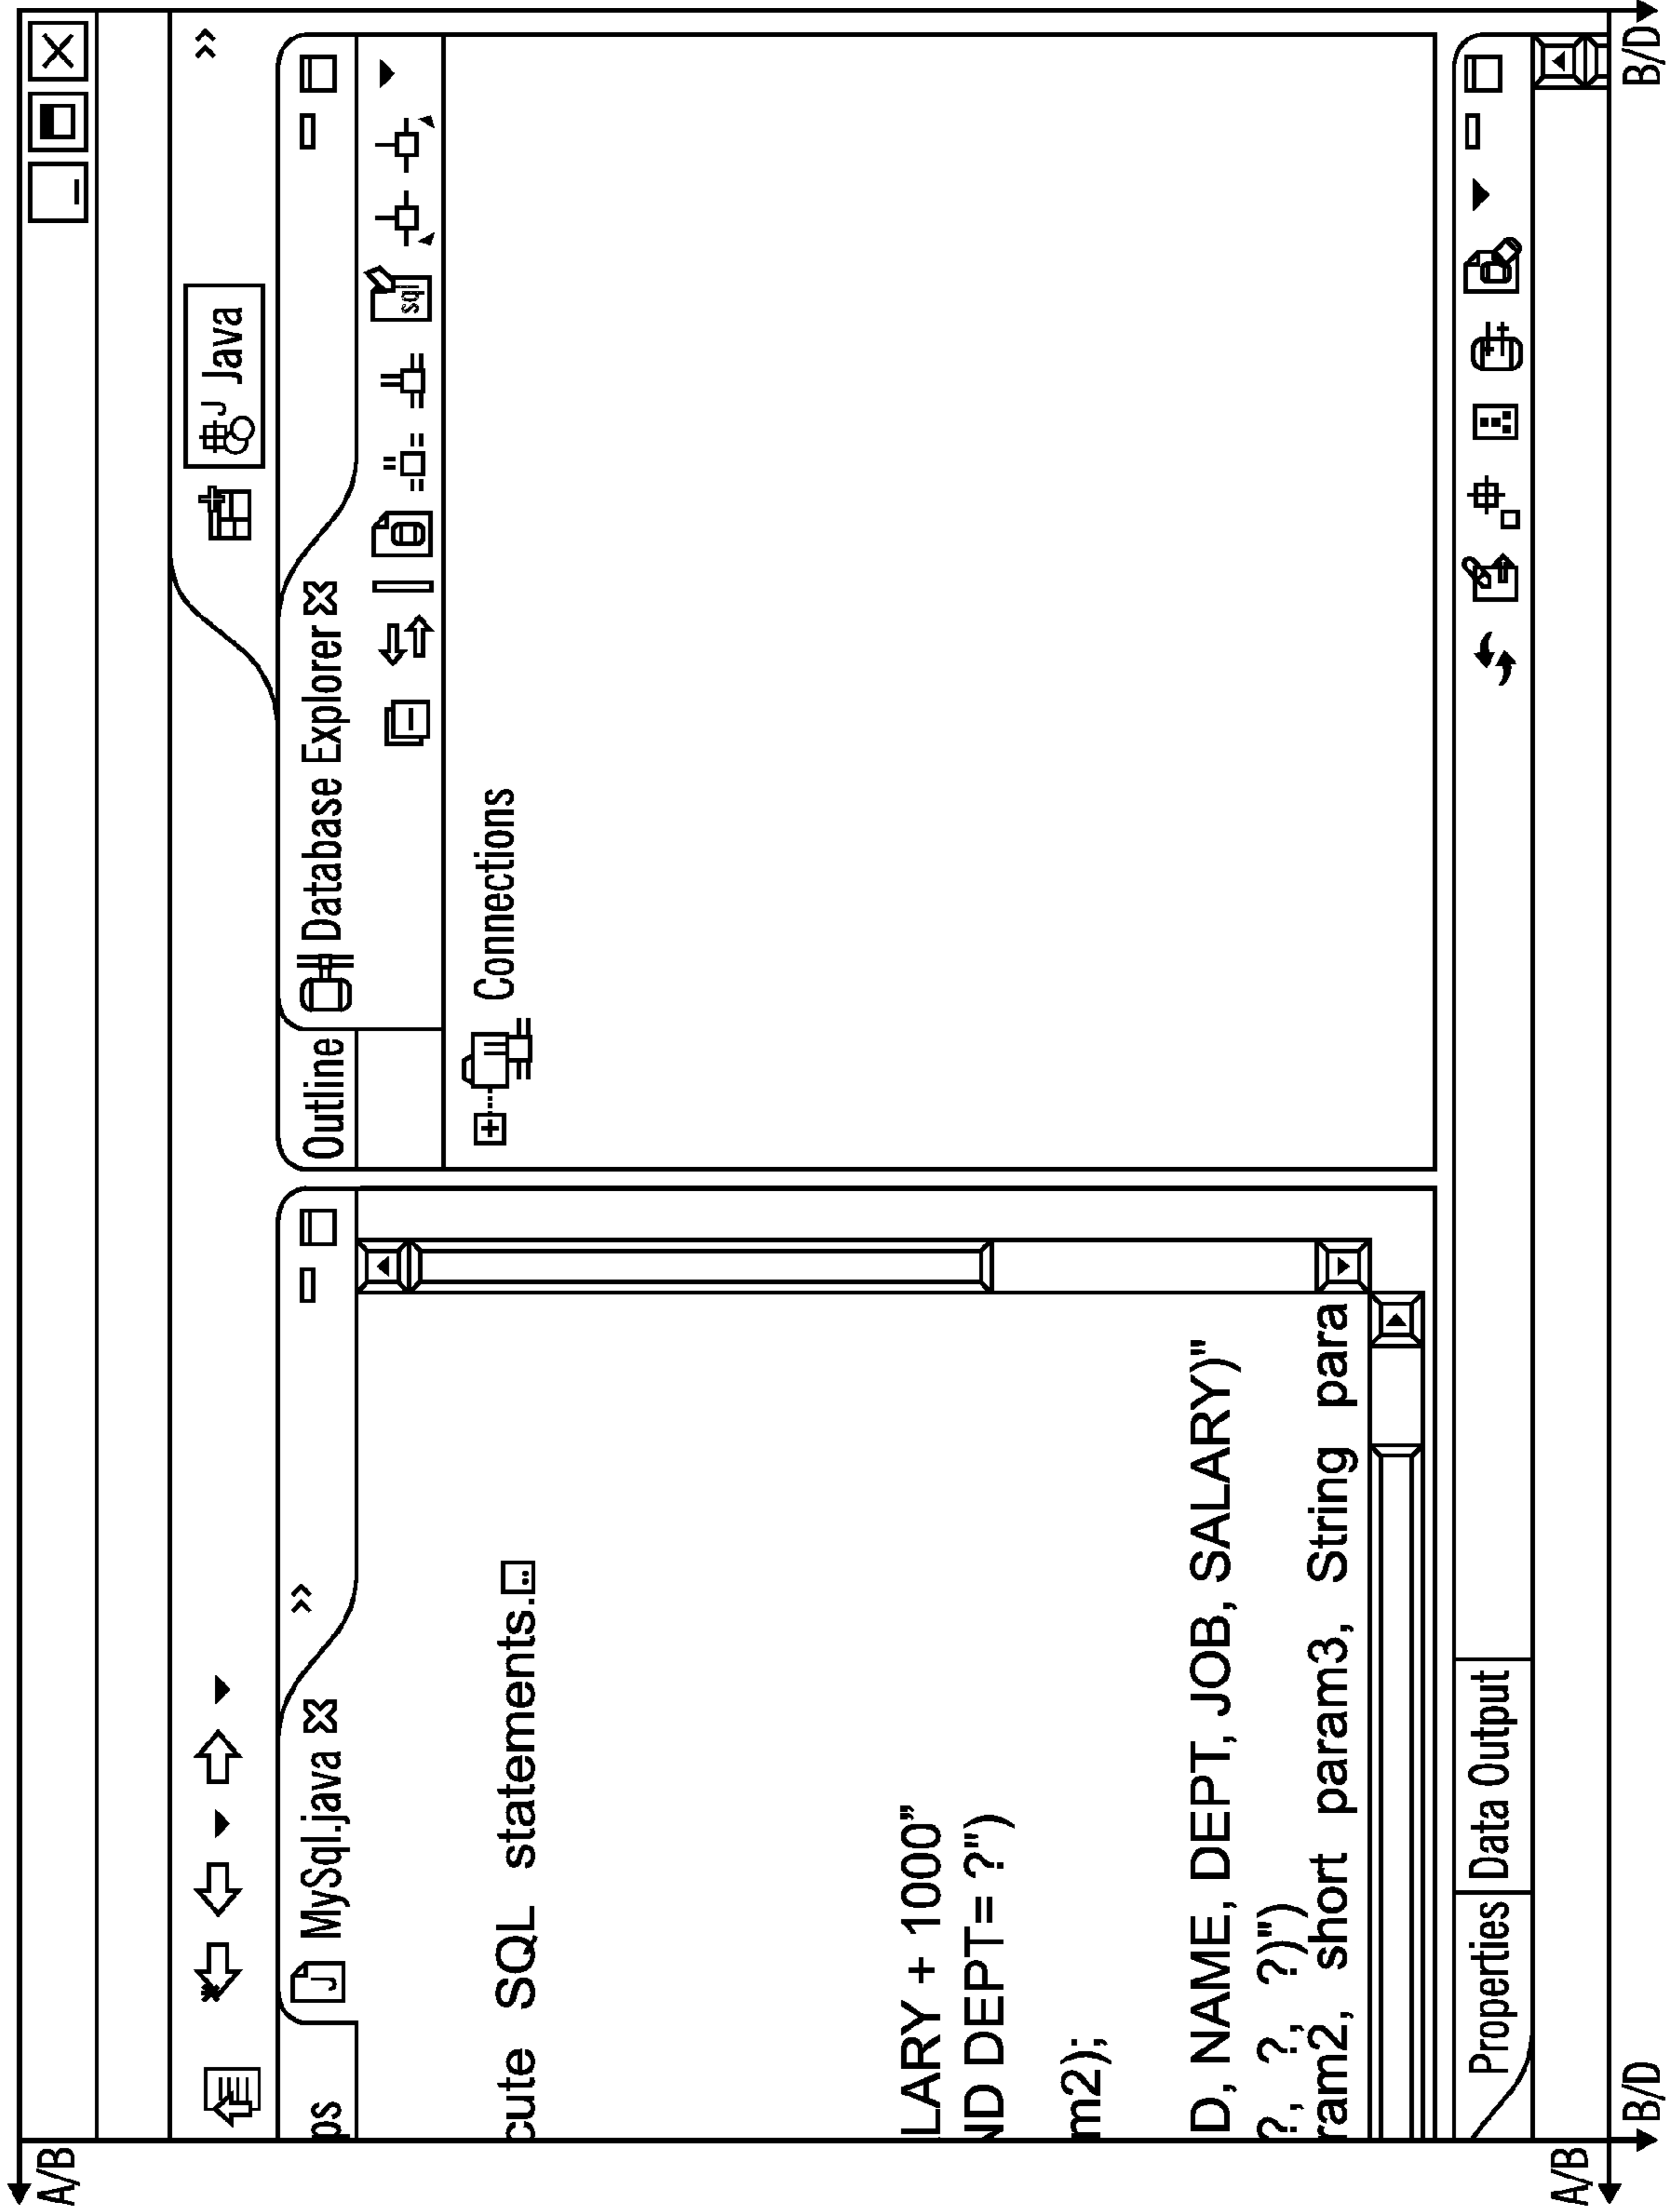 A/B
J Java
ps
J MySql.java
Outline
Database Explorer
sql
Connections
cute SQL statements.
LARY + 1000”
ND DEPT= ?")
m2);
D, NAME, DEPT, JOB, SALARY)"
?, ?, ?, ?)")
ram2, short param3, String para
Properties
Data Output
A/B
B/D
B/D